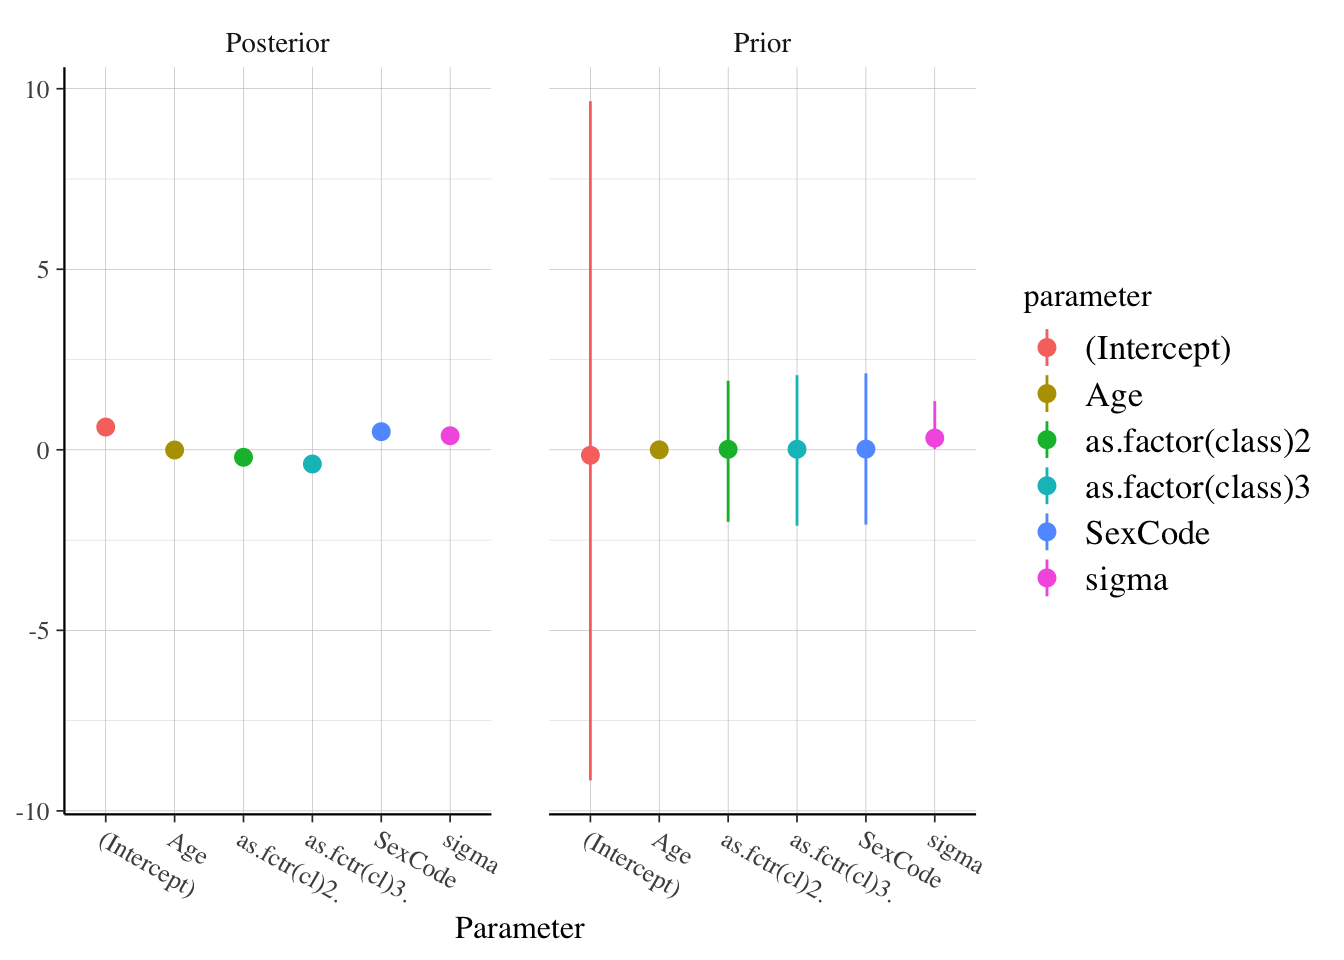 Posterior Prior
10
5
0
-5
-10
(Intercept) Age as.fctr(cl)2. as.fctr(cl)3. SexCode sigma (Intercept) Age as.fctr(cl)2. as.fctr(cl)3. SexCode sigma
Parameter
parameter
(Intercept)
Age
as.factor(class)2
as.factor(class)3
SexCode
sigma